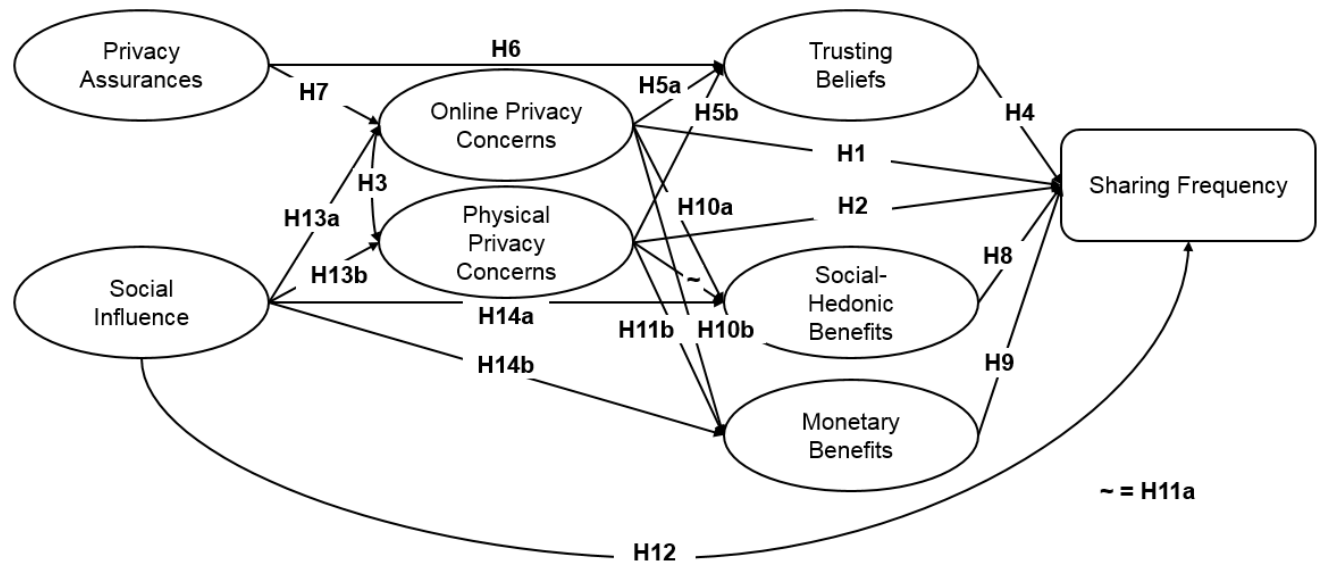 Privacy
Assurances
H6
Trusting
Beliefs
H7
H5a
H5b
H4
Online Privacy
Concerns
H1
Sharing Frequency
H3
H13a
Physical
Privacy
Concerns
H10a
H2
H13b
~
Social
Influence
H14a
Social-
Hedonic
Benefits
H8
H11b
H10b
H14b
H9
Monetary
Benefits
~ = H11a
H12